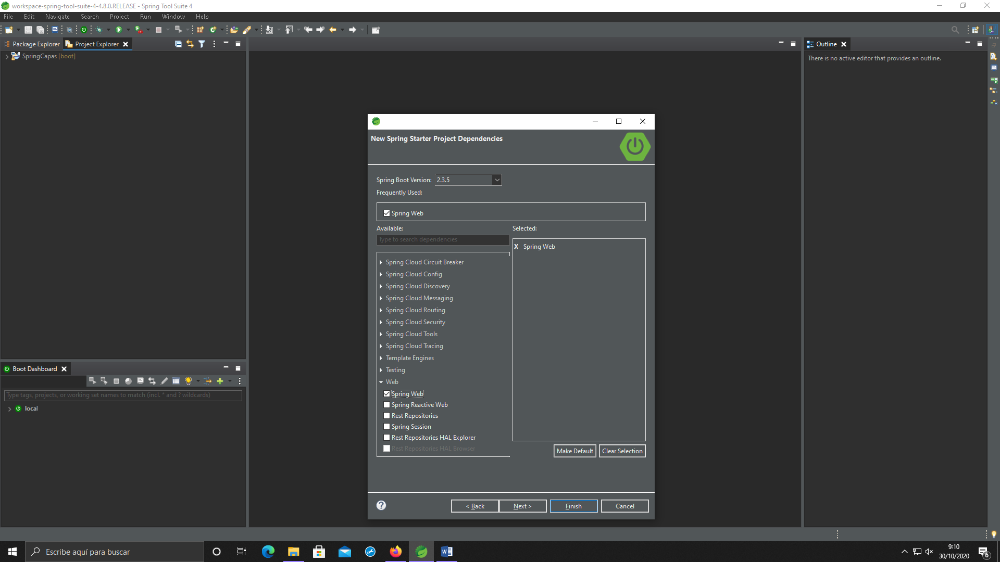 workspace-spring-tool-suite-4-4.8.0.RELEASE - Spring Tool Suite 4
File Edit Navigate Search Project Run Window Help
Package Explorer Project Explorer
SpringCapas [boot]
Outline
There is no active editor that provides an outline.
New Spring Starter Project Dependencies
Spring Boot Version: 2.3.5
Frequently Used:
Spring Web
Available:
Type to search dependencies
Spring Cloud Circuit Breaker
Spring Cloud Config
Spring Cloud Discovery
Spring Cloud Messaging
Spring Cloud Routing
Spring Cloud Security
Spring Cloud Tools
Spring Cloud Tracing
Template Engines
Testing
Web
Spring Web
Spring Reactive Web
Rest Repositories
Spring Session
Rest Repositories HAL Explorer
Rest Repositories HAL Browser
Selected:
X Spring Web
Make Default Clear Selection
< Back Next > Finish Cancel
Boot Dashboard
Type tags, projects, or working set names to match (incl. * and ? wildcards)
local
Escribe aquí para buscar
9:10
30/10/2020
6